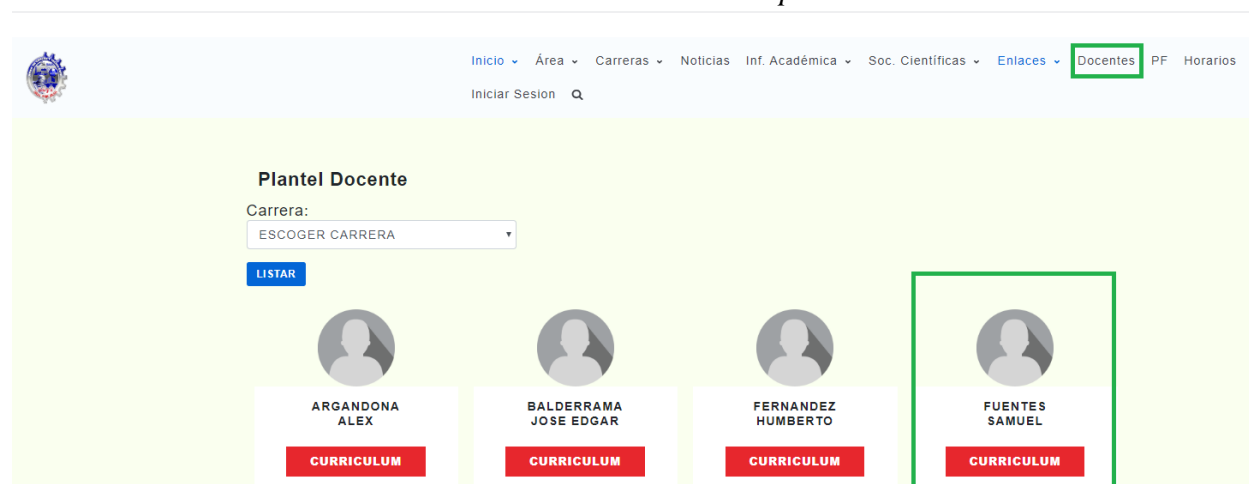 Inicio Área Carreras Noticias Inf. Académica Soc. Científicas Enlaces Docentes PF Horarios
Iniciar Sesion
Plantel Docente
Carrera:
ESCOGER CARRERA
LISTAR
ARGANDONA
ALEX
CURRICULUM
BALDERRAMA
JOSE EDGAR
CURRICULUM
FERNANDEZ
HUMBERTO
CURRICULUM
FUENTES
SAMUEL
CURRICULUM